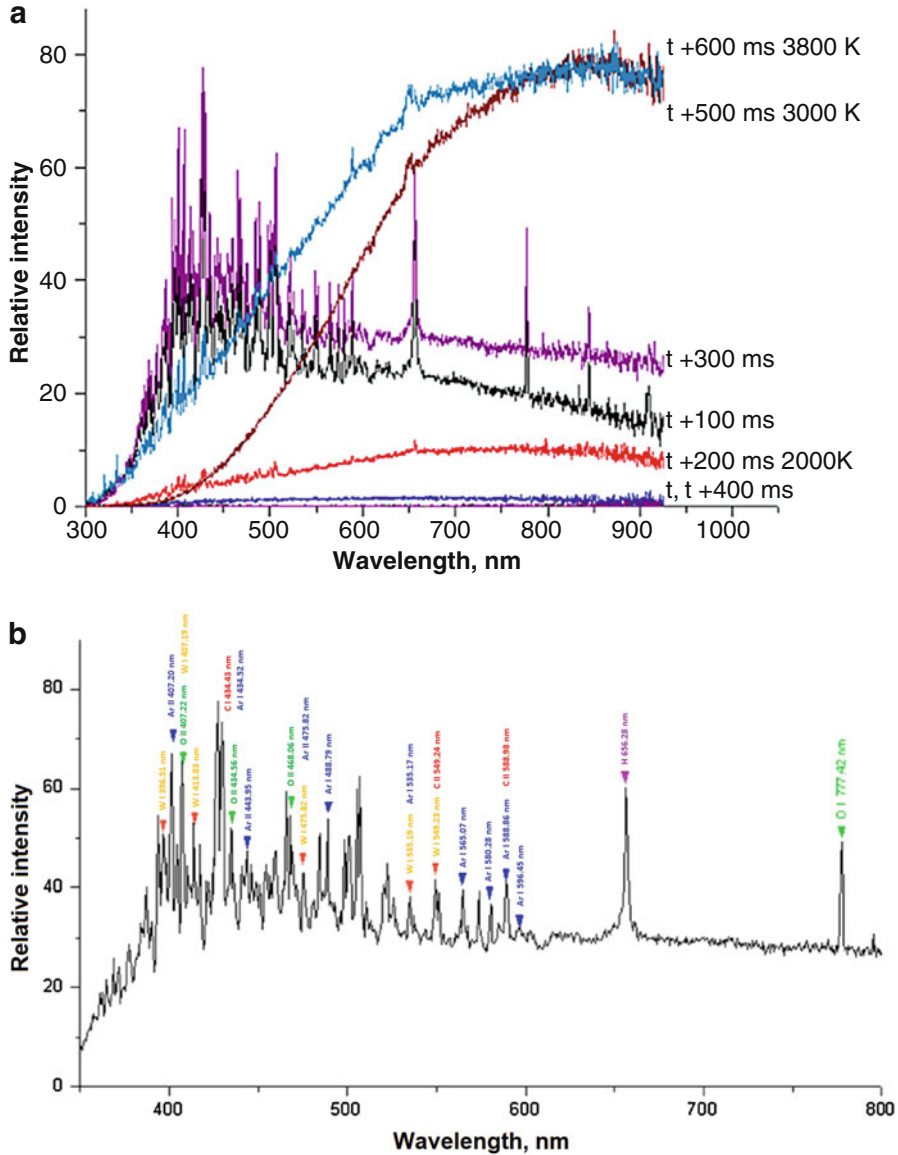 a
80
60
40
20
0
Relative intensity
t +600 ms 3800 K
t +500 ms 3000 K
t +300 ms
t +100 ms
t +200 ms 2000K
t, t +400 ms
300 400 500 600 700 800 900 1000
Wavelength, nm
b
80
60
40
20
0
Relative intensity
W I 396.51 nm
Ar II 407.20 nm
O II 407.22 nm
W I 407.19 nm
W I 413.83 nm
C I 434.43 nm
O II 434.56 nm
Ar I 434.52 nm
Ar II 443.95 nm
O II 468.06 nm
W I 475.82 nm
Ar II 475.82 nm
Ar I 488.79 nm
W I 535.19 nm
Ar I 535.17 nm
W I 549.23 nm
C II 549.24 nm
Ar I 565.07 nm
Ar I 580.28 nm
Ar I 588.86 nm
C II 588.98 nm
Ar I 596.45 nm
H 656.28 nm
O I 777.42 nm
400 500 600 700 800
Wavelength, nm